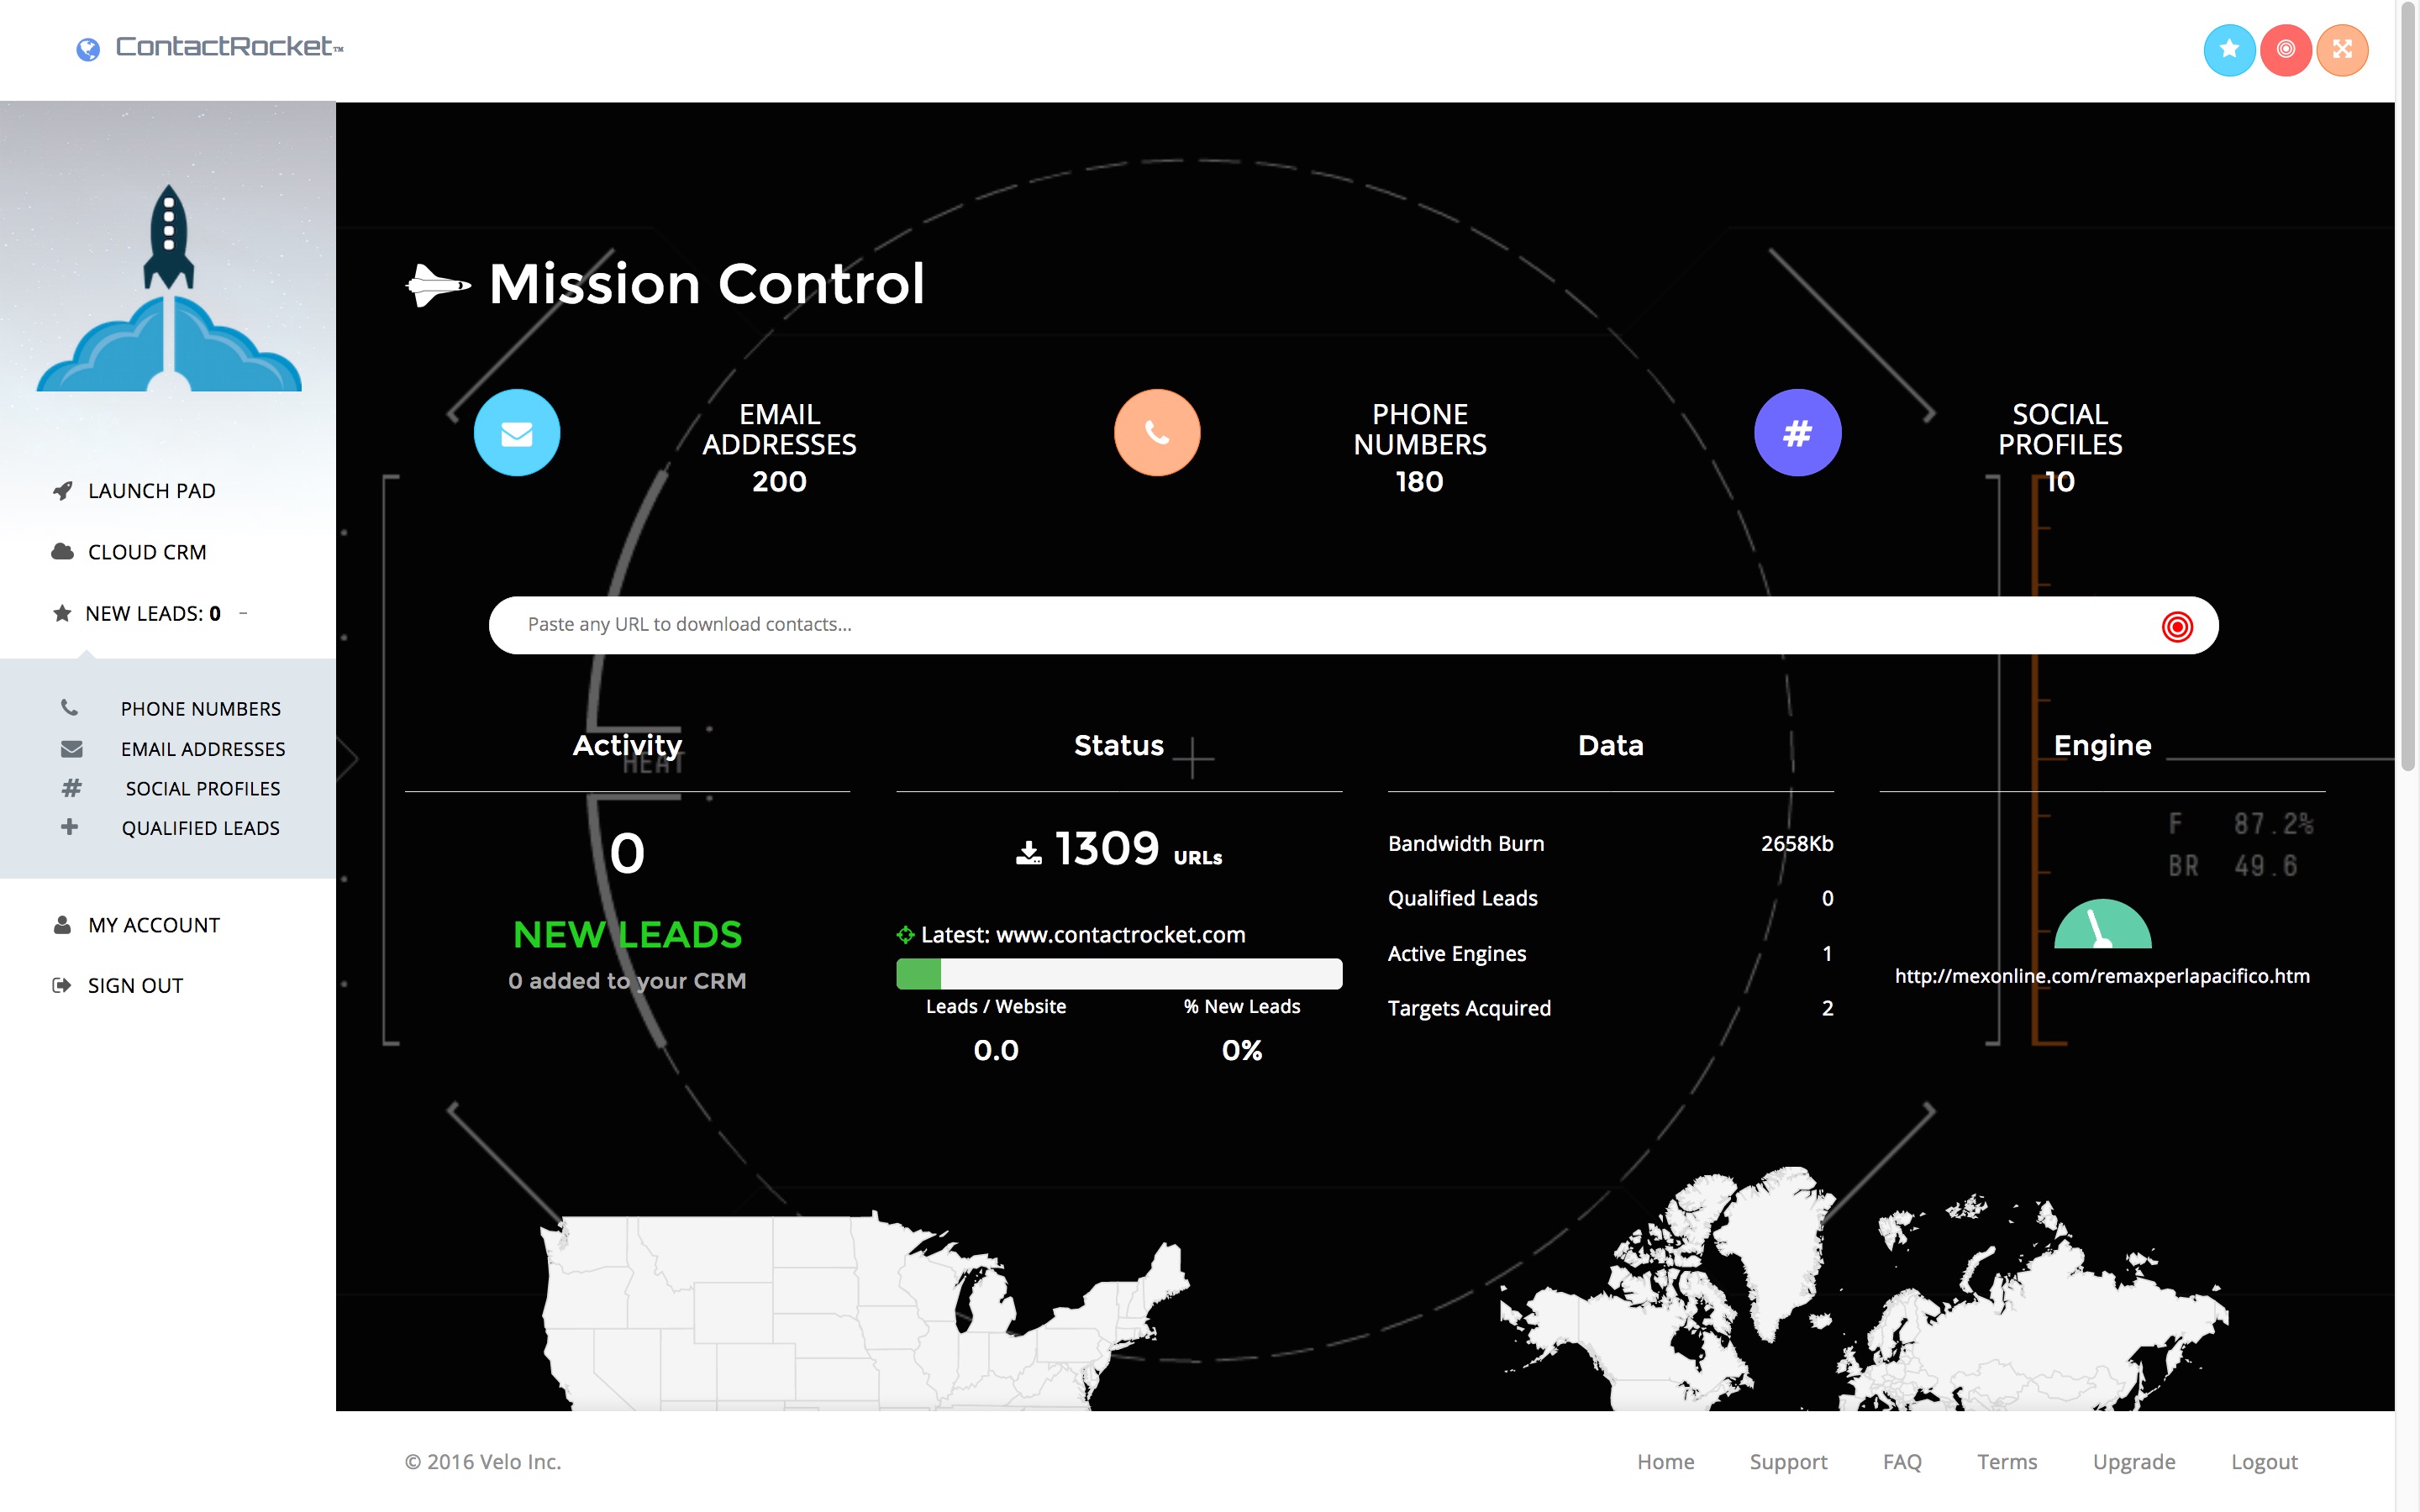 ContactRocket™
LAUNCH PAD
CLOUD CRM
NEW LEADS: 0 –
PHONE NUMBERS
EMAIL ADDRESSES
SOCIAL PROFILES
QUALIFIED LEADS
MY ACCOUNT
SIGN OUT
Mission Control
EMAIL
ADDRESSES
200
PHONE
NUMBERS
180
#
SOCIAL
PROFILES
10
Paste any URL to download contacts...
Activity
HEAT
0
NEW LEADS
0 added to your CRM
Status
1309 URLs
Latest: www.contactrocket.com
Leads / Website
% New Leads
0.0
0%
Data
Bandwidth Burn 2658Kb
Qualified Leads 0
Active Engines 1
Targets Acquired 2
Engine
F 87.2%
BR 49.6
http://mexonline.com/remaxperlapacifico.htm
© 2016 Velo Inc.
Home Support FAQ Terms Upgrade Logout